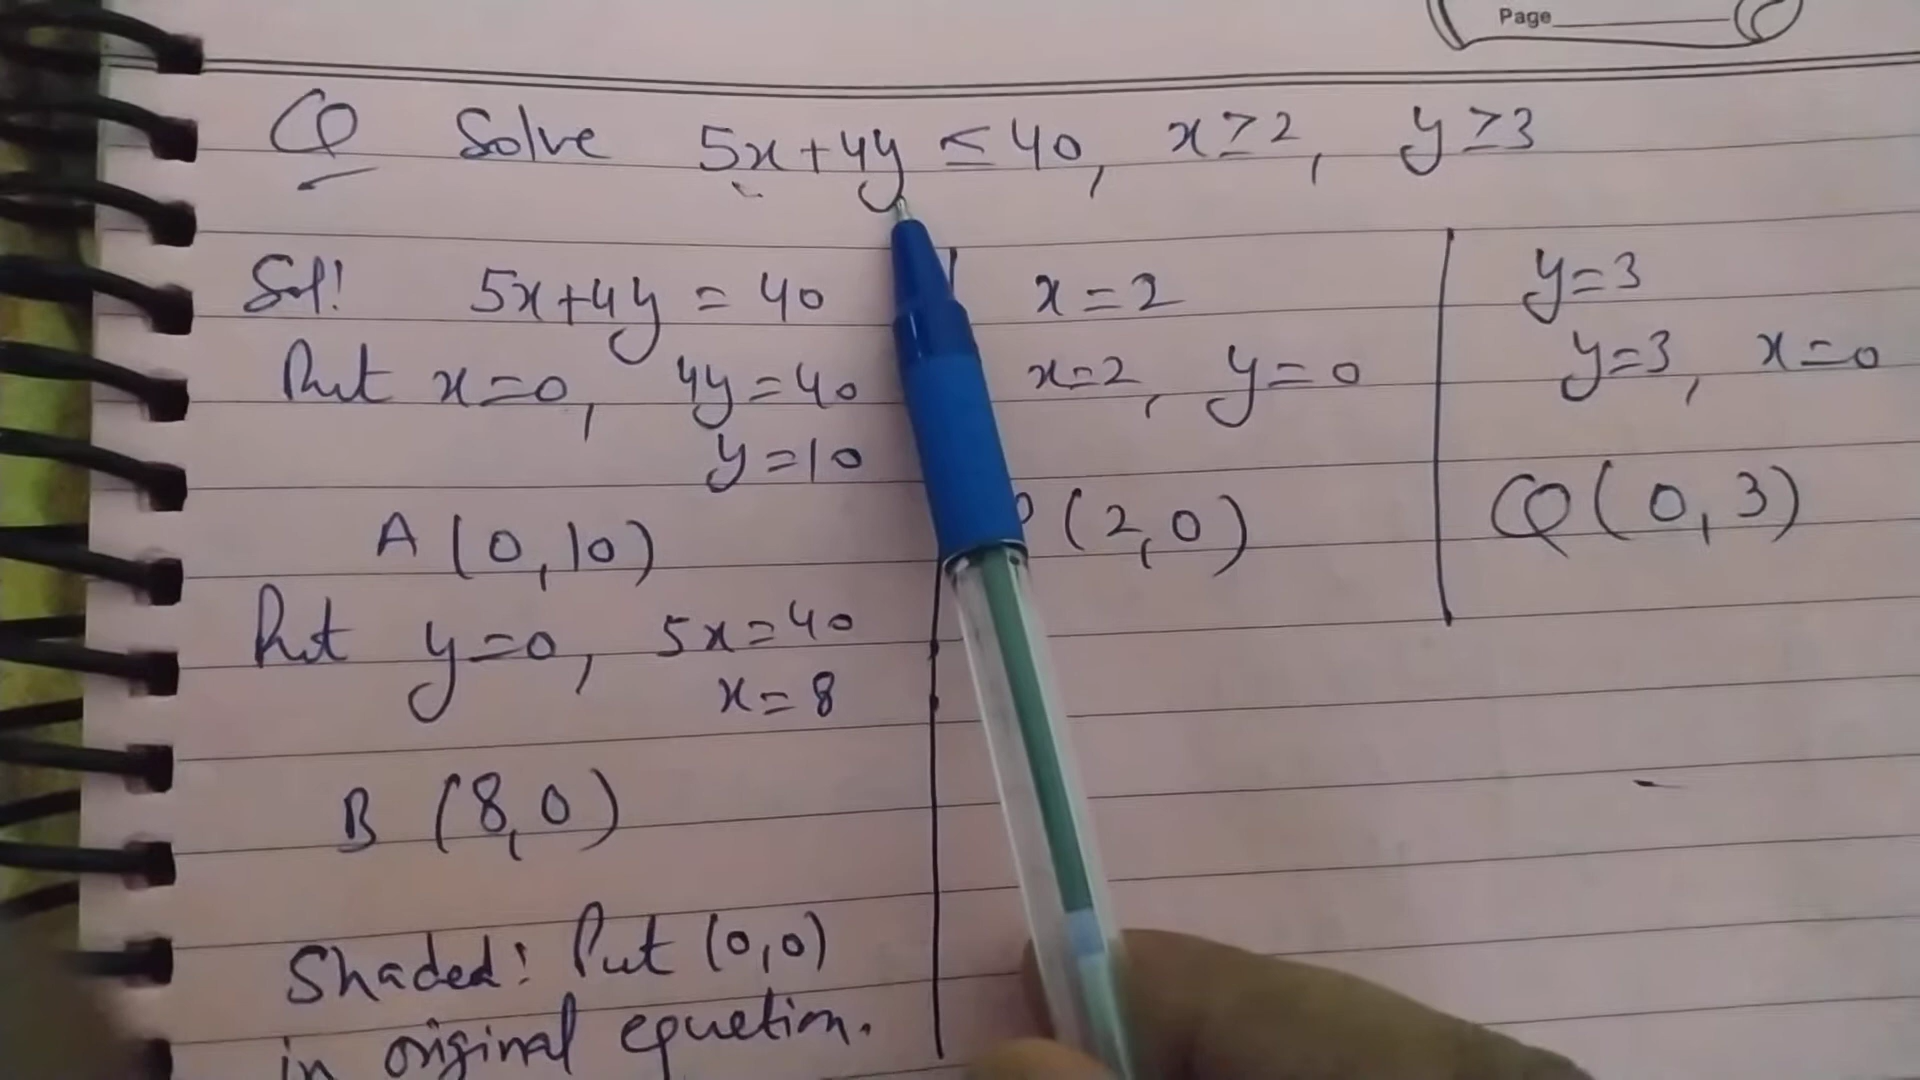 Page
Q Solve 5x+4y ≤ 40, x ≥ 2, y ≥ 3
Sol! 5x+4y = 40
Put x=0, 4y=40
y=10
A (0,10)
Put y=0, 5x=40
x=8
B (8,0)
Shaded: Put (0,0)
in original equetion.
x=2
x=2, y=0
(2,0)
y=3
y=3, x=0
Q(0,3)